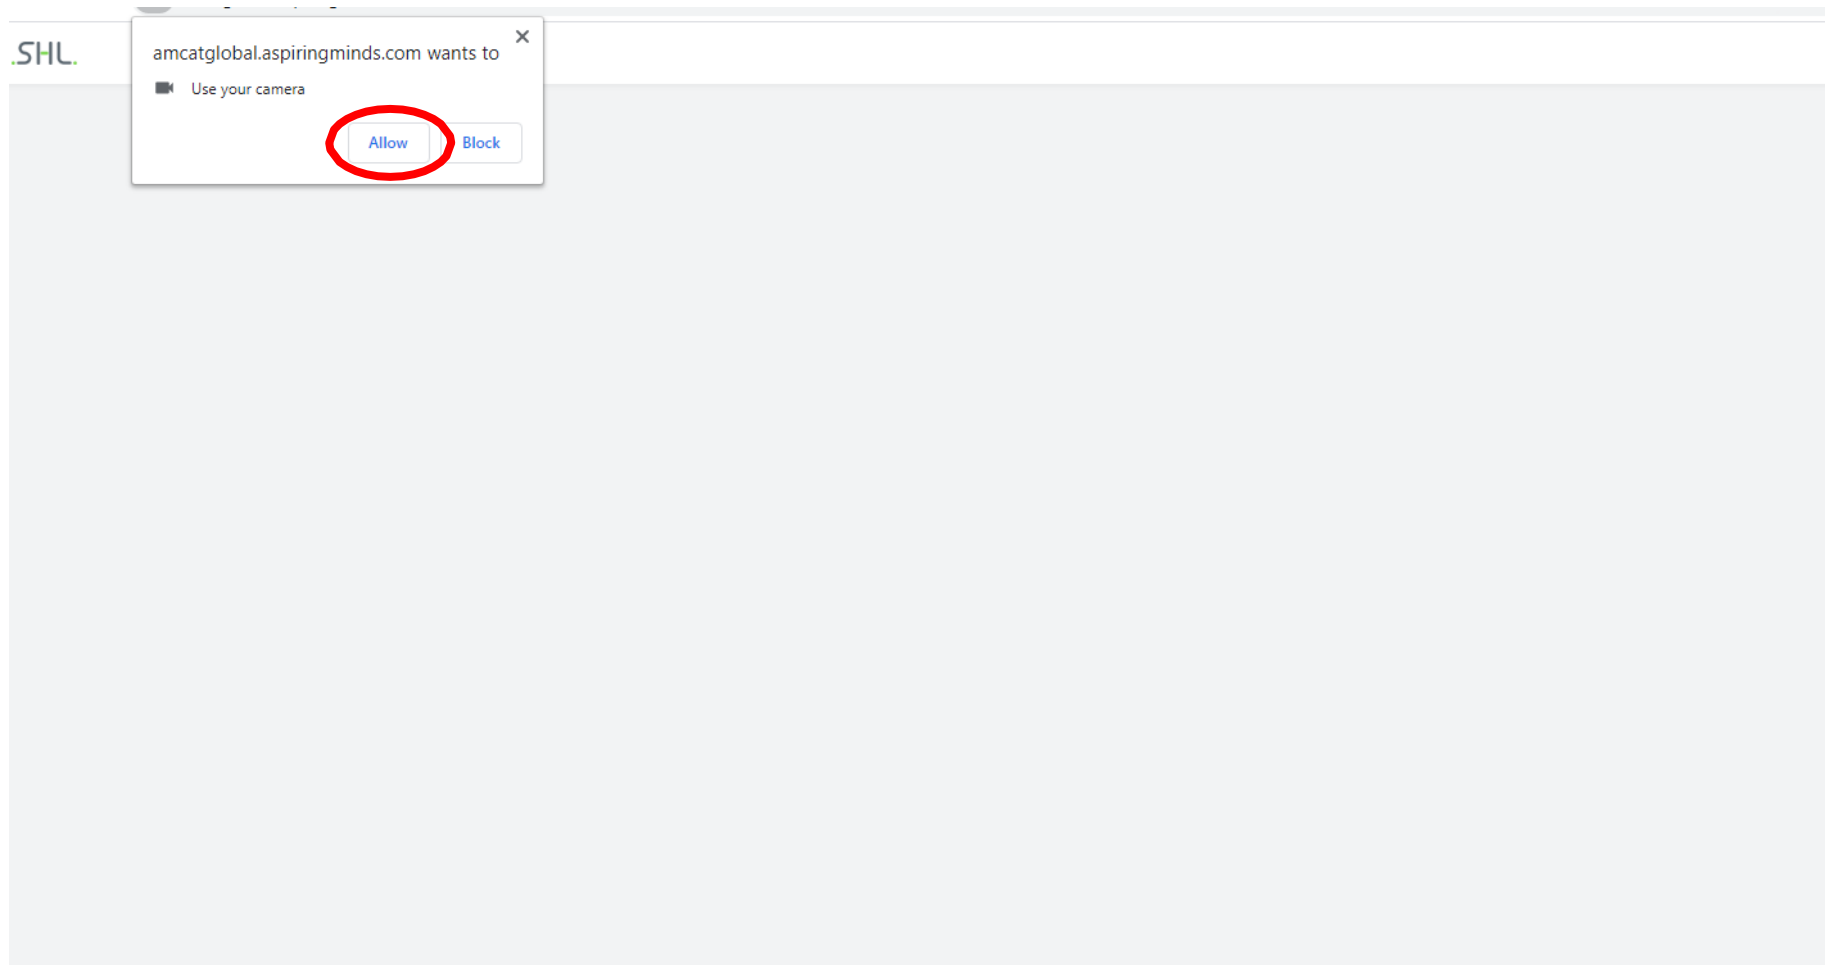 .SHL.
amcatglobal.aspiringminds.com wants to
Use your camera
Allow
Block